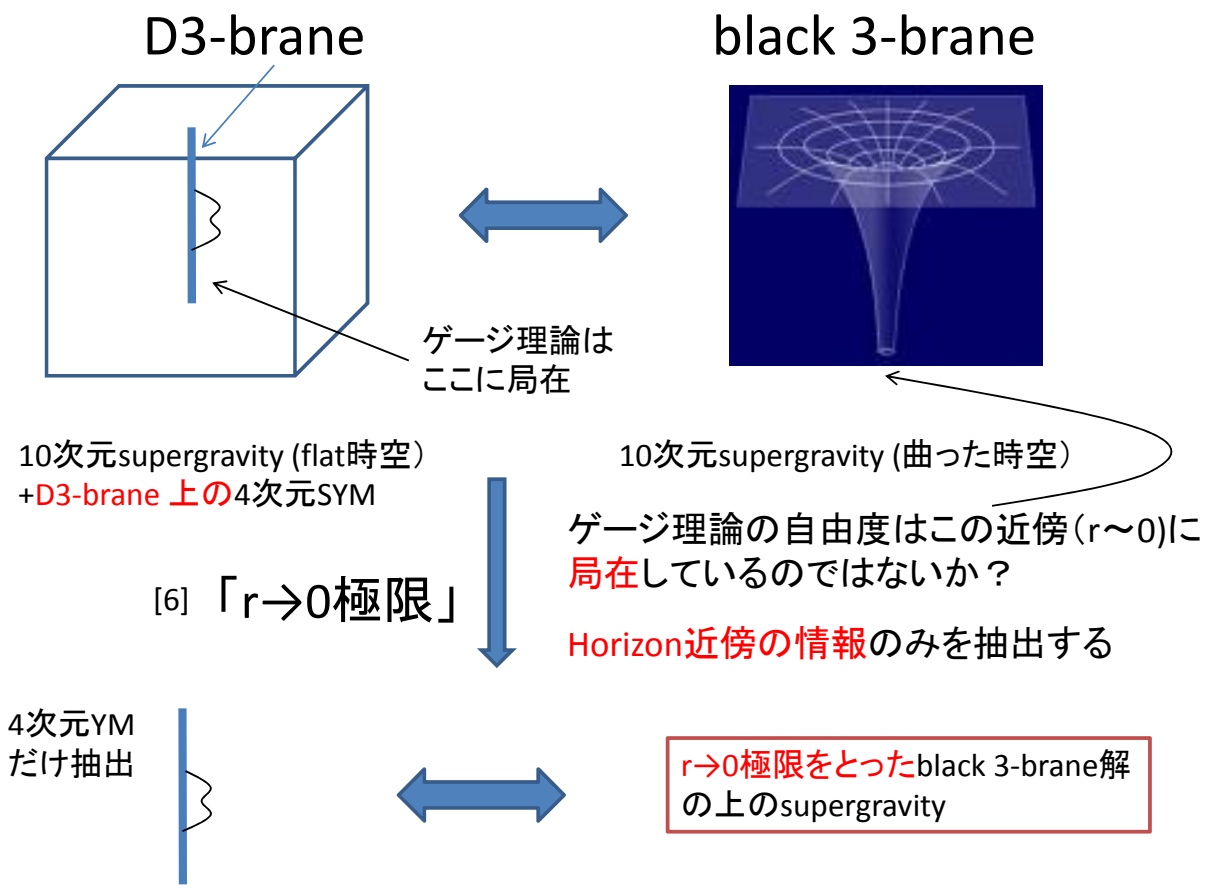 D3-brane
black 3-brane
ゲージ理論は
ここに局在
10次元supergravity (flat時空)
+D3-brane 上の4次元SYM
10次元supergravity (曲った時空)
ゲージ理論の自由度はこの近傍(r～0)に
局在しているのではないか？
[6] 「r→0極限」
Horizon近傍の情報のみを抽出する
4次元YM
だけ抽出
r→0極限をとったblack 3-brane解
の上のsupergravity